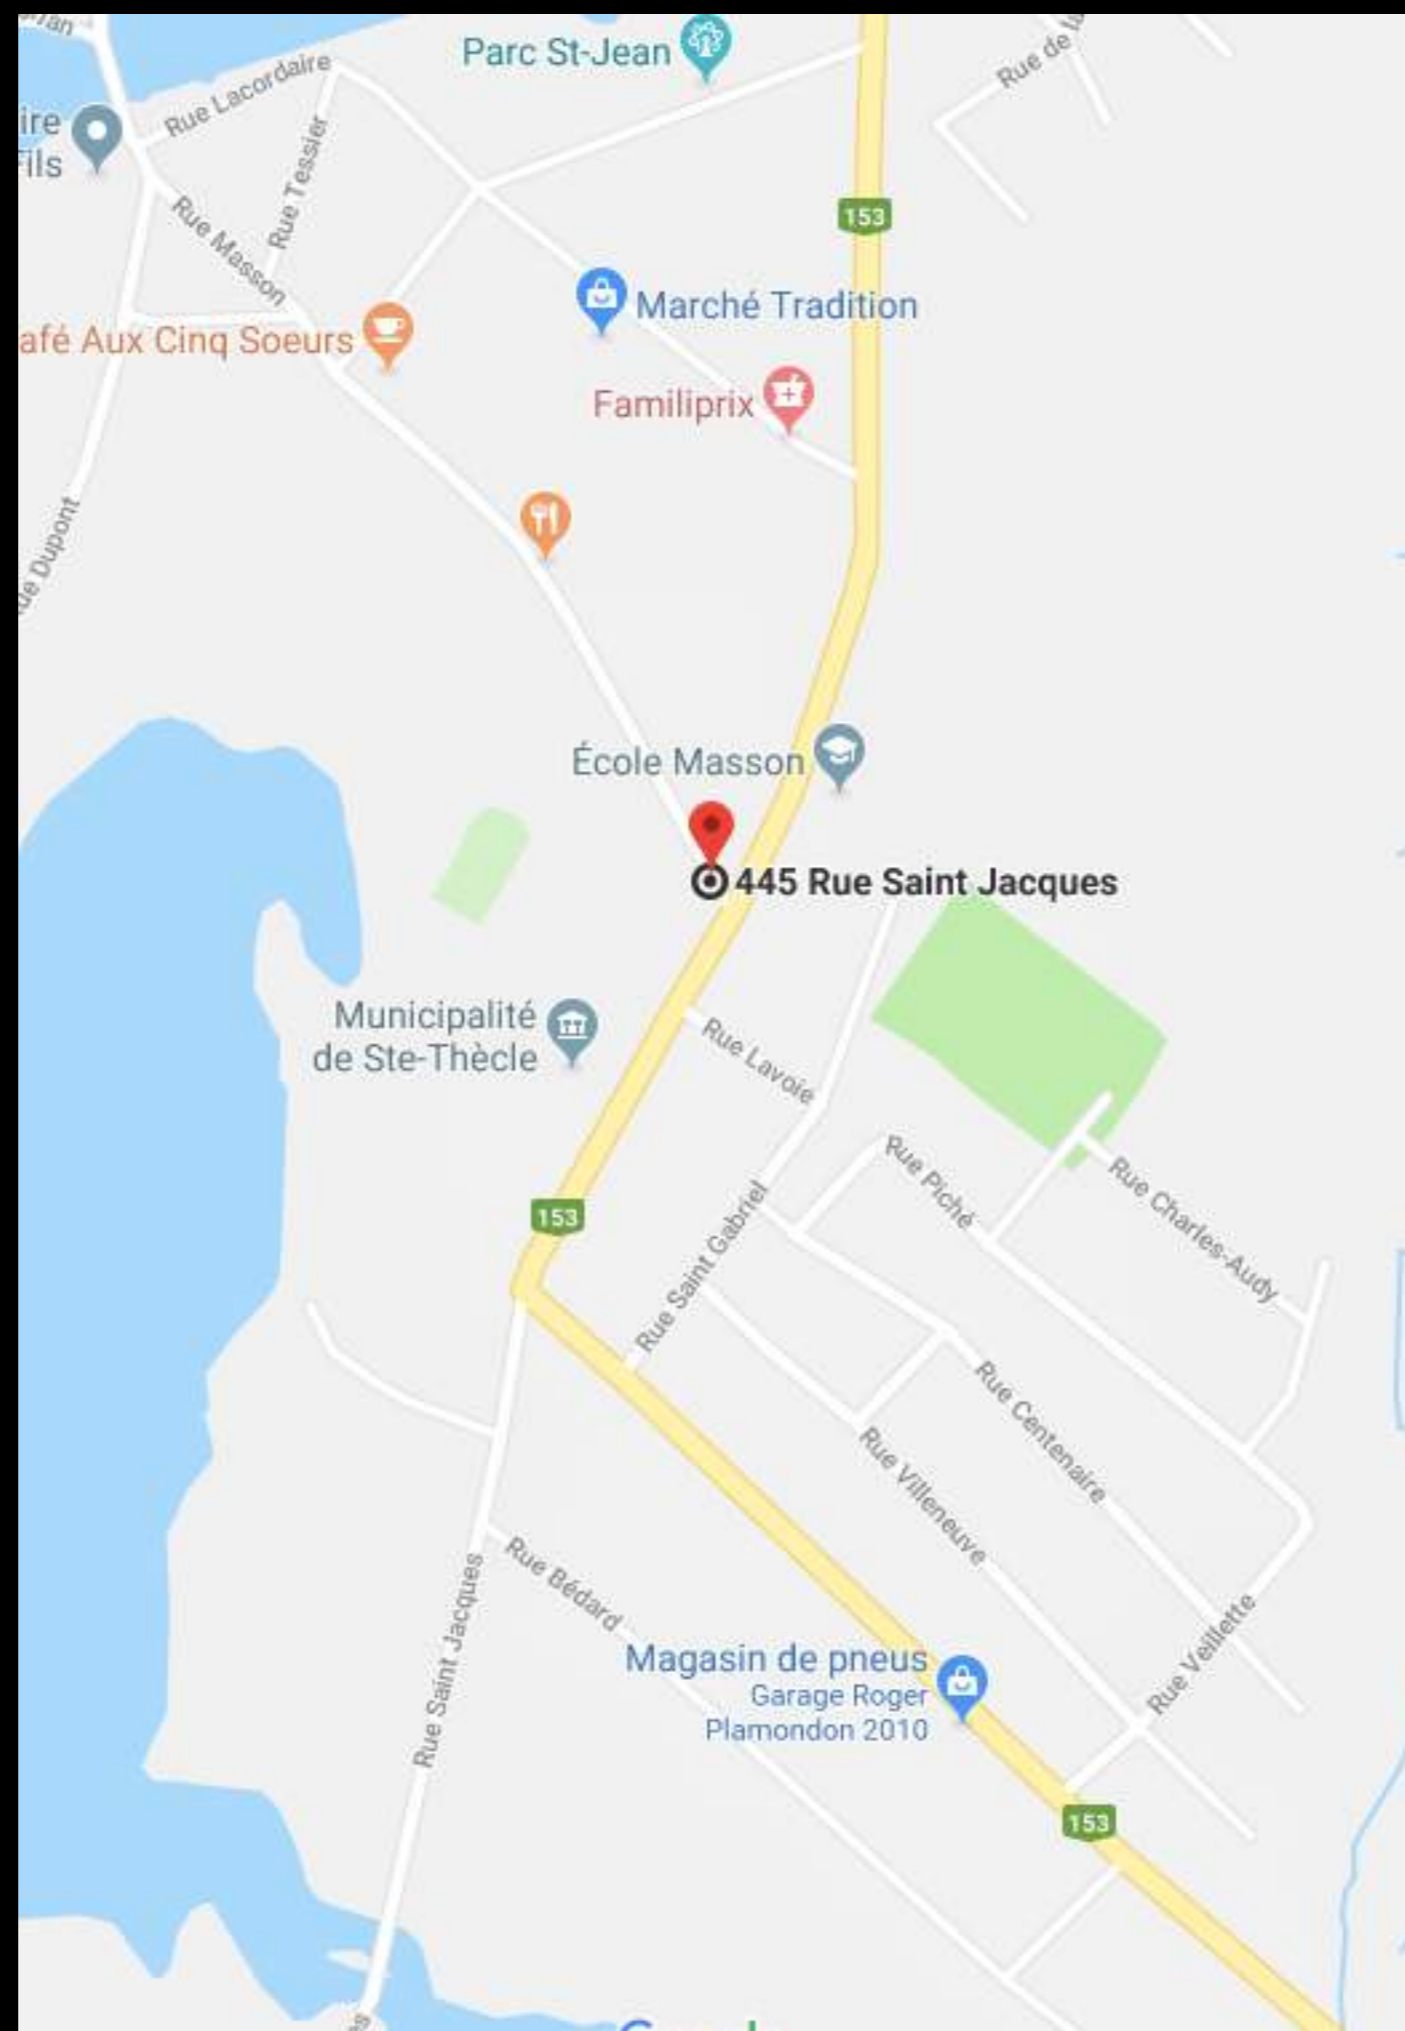 Parc St-Jean
Rue de la
Rue Lacordaire
ire
Fils
Rue Tessier
Rue Masson
153
Marché Tradition
afé Aux Cinq Soeurs
Familiprix
Dupont
École Masson
445 Rue Saint Jacques
Municipalité
de Ste-Thècle
Rue Lavoie
Rue Piché
Rue Charles-Audy
153
Rue Saint Gabriel
Rue Centenaire
Rue Villeneuve
Rue Bédard
Rue Saint Jacques
Rue Veillette
Magasin de pneus
Garage Roger
Plamondon 2010
153